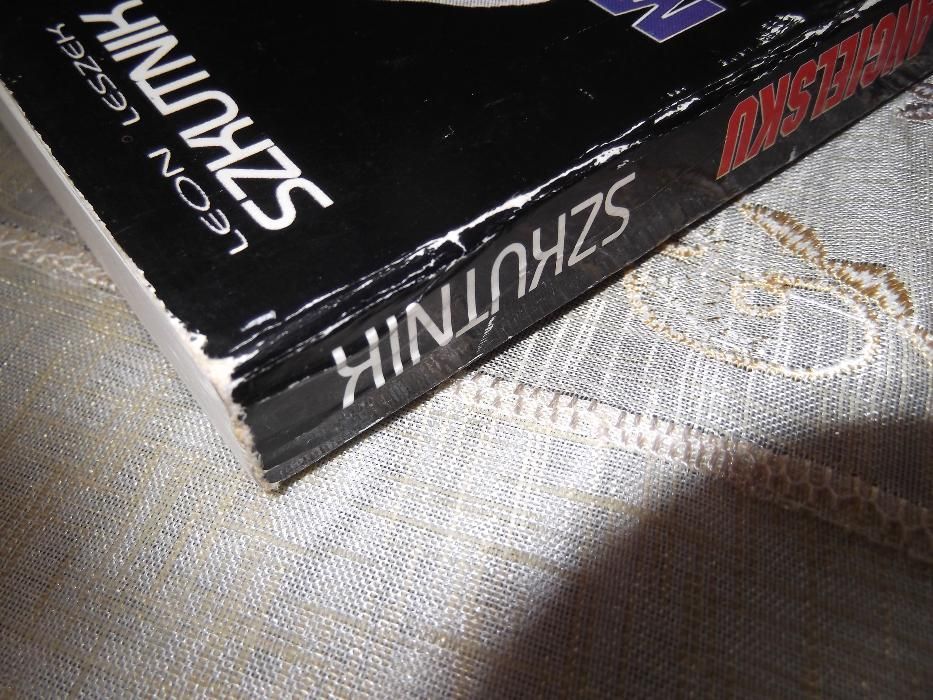 LEON LESZEK
SZKUTNIK
M
SZKUTNIK
ANGIELSKU